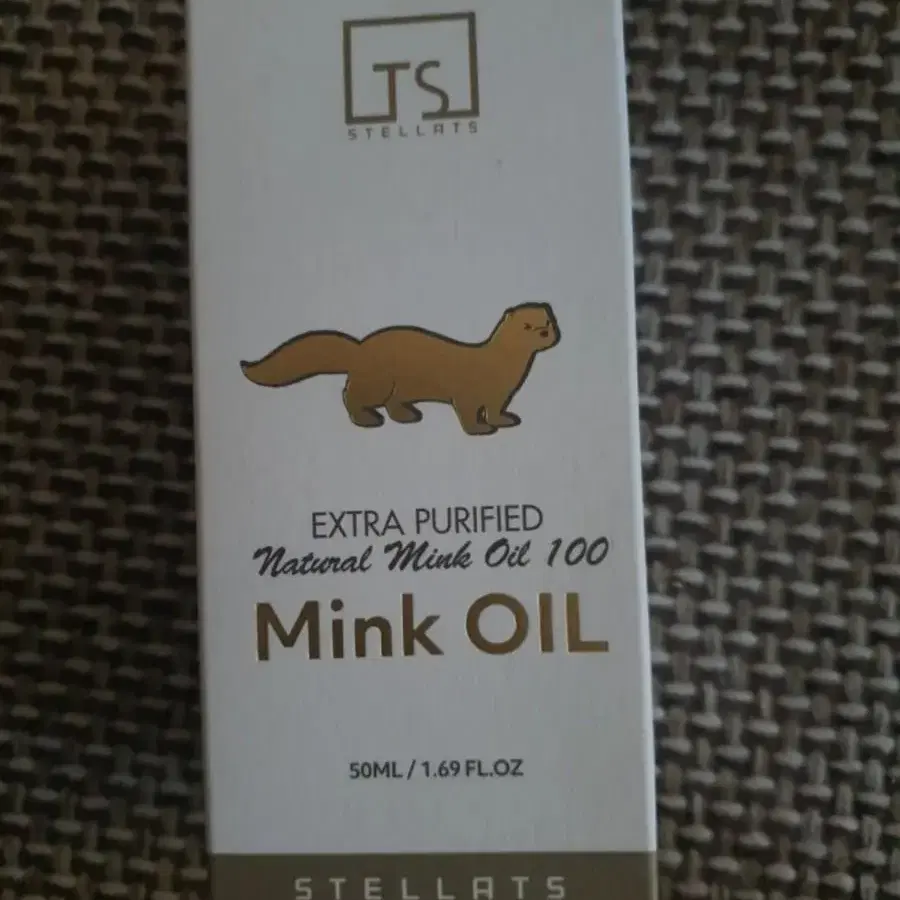 TS
STELLATS
EXTRA PURIFIED
Natural Mink Oil 100
Mink OIL
50ML / 1.69 FL.OZ
STELLATS